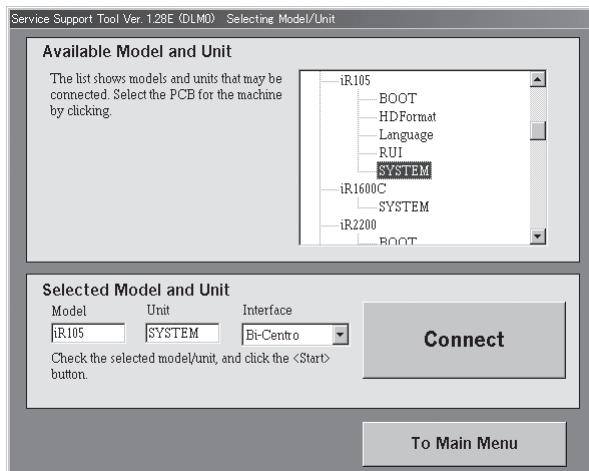 Service Support Tool Ver. 1.28E (DLM0)   Selecting Model/Unit
Available Model and Unit
The list shows models and units that may be
connected. Select the PCB for the machine
by clicking.
iR105
BOOT
HDFormat
Language
RUI
SYSTEM
iR1600C
SYSTEM
iR2200
BOOT
Selected Model and Unit
Model Unit Interface
iR105 SYSTEM Bi-Centro
Check the selected model/unit, and click the <Start>
button.
Connect
To Main Menu